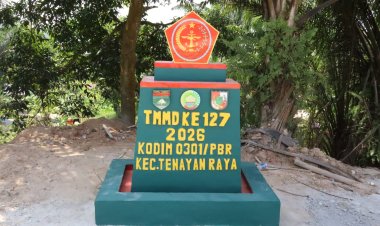 TMMD KE 127
2026
KODIM 0301/PBR
KEC.TENAYAN RAYA